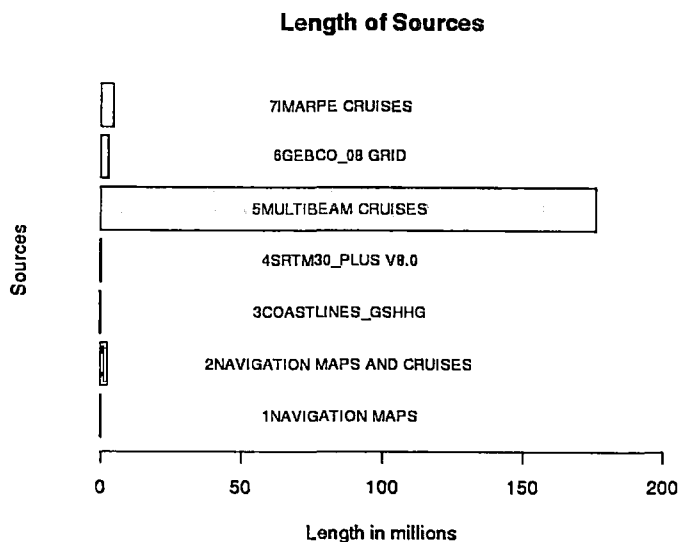 Length of Sources
7IMARPE CRUISES
6GEBCO_08 GRID
5MULTIBEAM CRUISES
4SRTM30_PLUS V8.0
3COASTLINES_GSHHG
2NAVIGATION MAPS AND CRUISES
1NAVIGATION MAPS
Sources
0 50 100 150 200
Length in millions